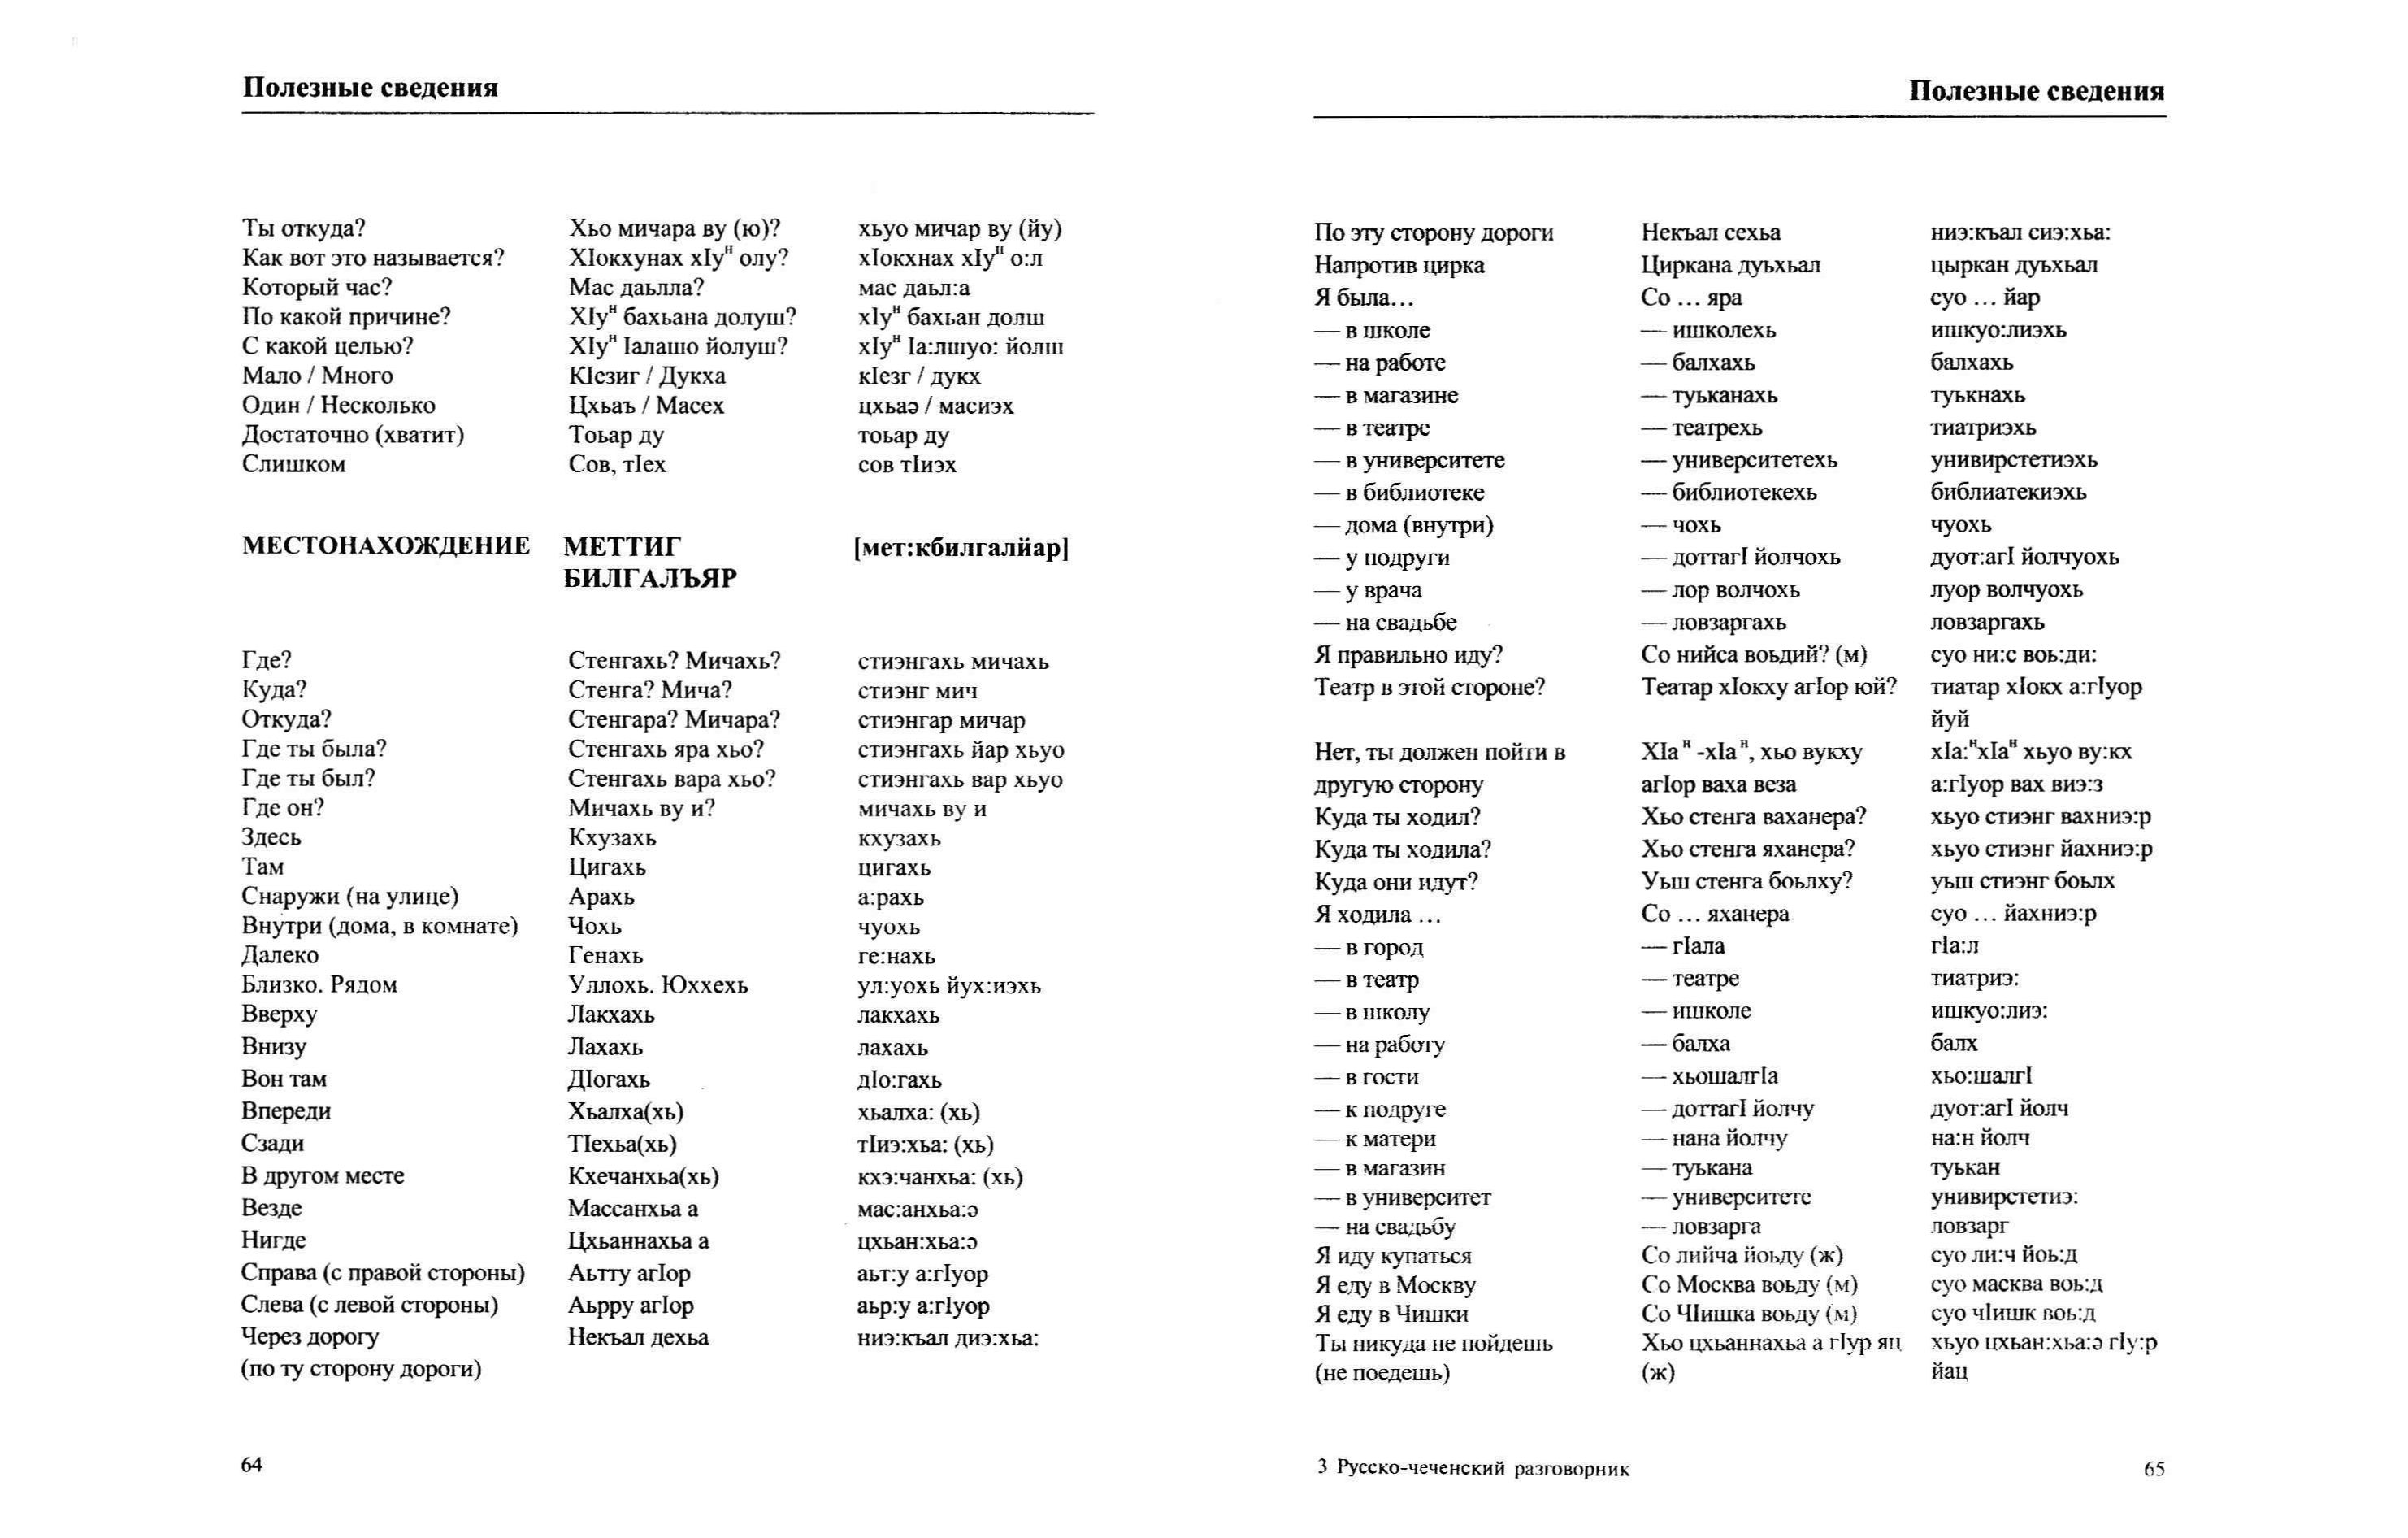 Полезные сведения
Ты откуда? Хьо мичара ву (ю)? хьуо мичар ву (йу)
Как вот это называется? ХIокхунах хIуᴴ олу? хIокхнах хIуᴴ о:л
Который час? Мас даьлла? мас даьл:а
По какой причине? ХIуᴴ бахьана долуш? хIуᴴ бахьан долш
С какой целью? ХIуᴴ Iалашо йолуш? хIуᴴ Iа:лшуо: йолш
Мало / Много КIезиг / Дукха кIезг / дукх
Один / Несколько Цхьаъ / Масех цхьаэ / масиэх
Достаточно (хватит) Тоьар ду тоьар ду
Слишком Сов, тIех сов тIиэх
МЕСТОНАХОЖДЕНИЕ МЕТТИГ [мет:кбилгалйар]
БИЛГАЛЪЯР
Где? Стенгахь? Мичахь? стиэнгахь мичахь
Куда? Стенга? Мича? стиэнг мич
Откуда? Стенгара? Мичара? стиэнгар мичар
Где ты была? Стенгахь яра хьо? стиэнгахь йар хьуо
Где ты был? Стенгахь вара хьо? стиэнгахь вар хьуо
Где он? Мичахь ву и? мичахь ву и
Здесь Кхузахь кхузахь
Там Цигахь цигахь
Снаружи (на улице) Арахь а:рахь
Внутри (дома, в комнате) Чохь чуохь
Далеко Генахь ге:нахь
Близко. Рядом Уллохь. Юххехь ул:уохь йух:иэхь
Вверху Лакхахь лакхахь
Внизу Лахахь лахахь
Вон там ДIогахь дIо:гахь
Впереди Хьалха(хь) хьалха: (хь)
Сзади ТIехьа(хь) тIиэ:хьа: (хь)
В другом месте Кхечанхьа(хь) кхэ:чанхьа: (хь)
Везде Массанхьа а мас:анхьа:э
Нигде Цхьаннахьа а цхьан:хьа:э
Справа (с правой стороны) Аьтту агIор аьт:у а:гIуор
Слева (с левой стороны) Аьрру агIор аьр:у а:гIуор
Через дорогу Некъал дехьа ниэ:къал диэ:хьа:
(по ту сторону дороги)
64
Полезные сведения
По эту сторону дороги Некъал сехьа ниэ:къал сиэ:хьа:
Напротив цирка Циркана дуьхьал цыркан дуьхьал
Я была... Со ... яра суо ... йар
— в школе — ишколехь ишкуо:лиэхь
— на работе — балхахь балхахь
— в магазине — туьканахь туькнахь
— в театре — театрехь тиатриэхь
— в университете — университетехь унивирстетиэхь
— в библиотеке — библиотекехь библиатекиэхь
— дома (внутри) — чохь чуохь
— у подруги — доттагI йолчохь дуот:агI йолчуохь
— у врача — лор волчохь луор волчуохь
— на свадьбе — ловзаргахь ловзаргахь
Я правильно иду? Со нийса воьдий? (м) суо ни:с воь:ди:
Театр в этой стороне? Театар хIокху агIор юй? тиатар хIокх а:гIуор
йуй
Нет, ты должен пойти в ХIаᴴ -хIаᴴ, хьо вукху хIа:ᴴхIаᴴ хьуо ву:кх
другую сторону агIор ваха веза а:гIуор вах виэ:з
Куда ты ходил? Хьо стенга ваханера? хьуо стиэнг вахниэ:р
Куда ты ходила? Хьо стенга яханера? хьуо стиэнг йахниэ:р
Куда они идут? Уьш стенга боьлху? уьш стиэнг боьлх
Я ходила ... Со ... яханера суо ... йахниэ:р
— в город — гIала гIа:л
— в театр — театре тиатриэ:
— в школу — ишколе ишкуо:лиэ:
— на работу — балха балх
— в гости — хьошалгIа хьо:шалгI
— к подруге — доттагI йолчу дуот:агI йолч
— к матери — нана йолчу на:н йолч
— в магазин — туькана туькан
— в университет — университете унивирстетиэ:
— на свадьбу — ловзарга ловзарг
Я иду купаться Со лийча йоьду (ж) суо ли:ч йоь:д
Я еду в Москву Со Москва воьду (м) суо масква воь:д
Я еду в Чишки Со ЧIишка воьду (м) суо чIишк воь:д
Ты никуда не пойдешь Хьо цхьаннахьа а гIур яц хьуо цхьан:хьа:э гIу:р
(не поедешь) (ж) йац
3 Русско-чеченский разговорник 65